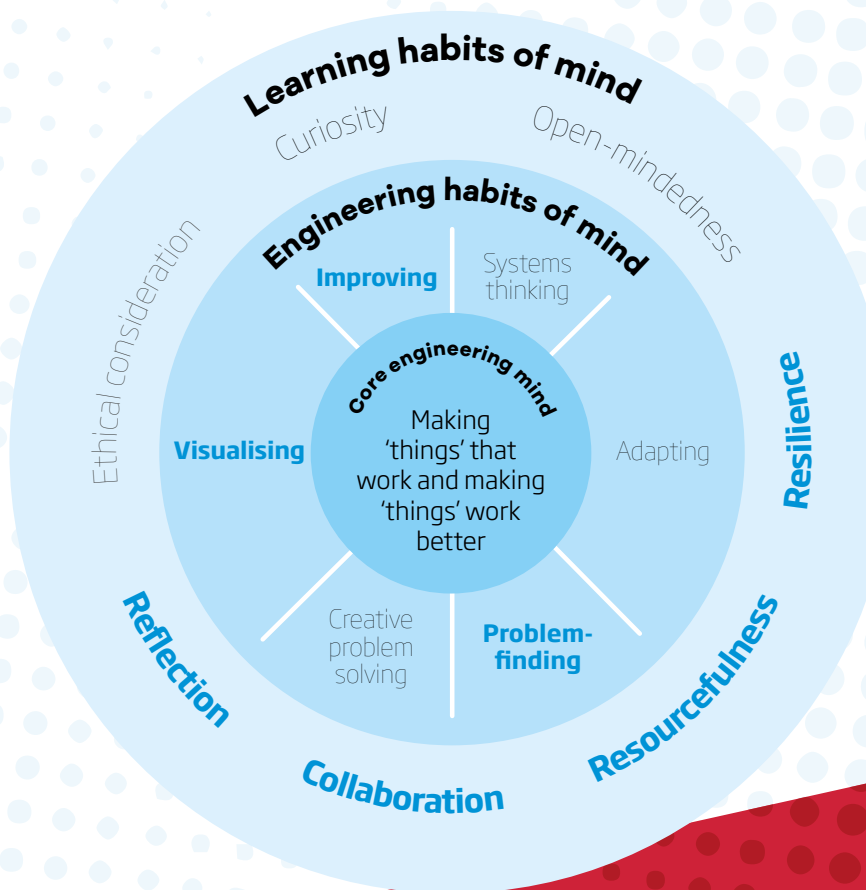 Learning habits of mind
Curiosity
Open-mindedness
Ethical consideration
Resilience
Reflection
Resourcefulness
Collaboration
Engineering habits of mind
Improving
Systems
thinking
Visualising
Adapting
Creative
problem
solving
Problem-
finding
Core engineering mind
Making
‘things’ that
work and making
‘things’ work
better